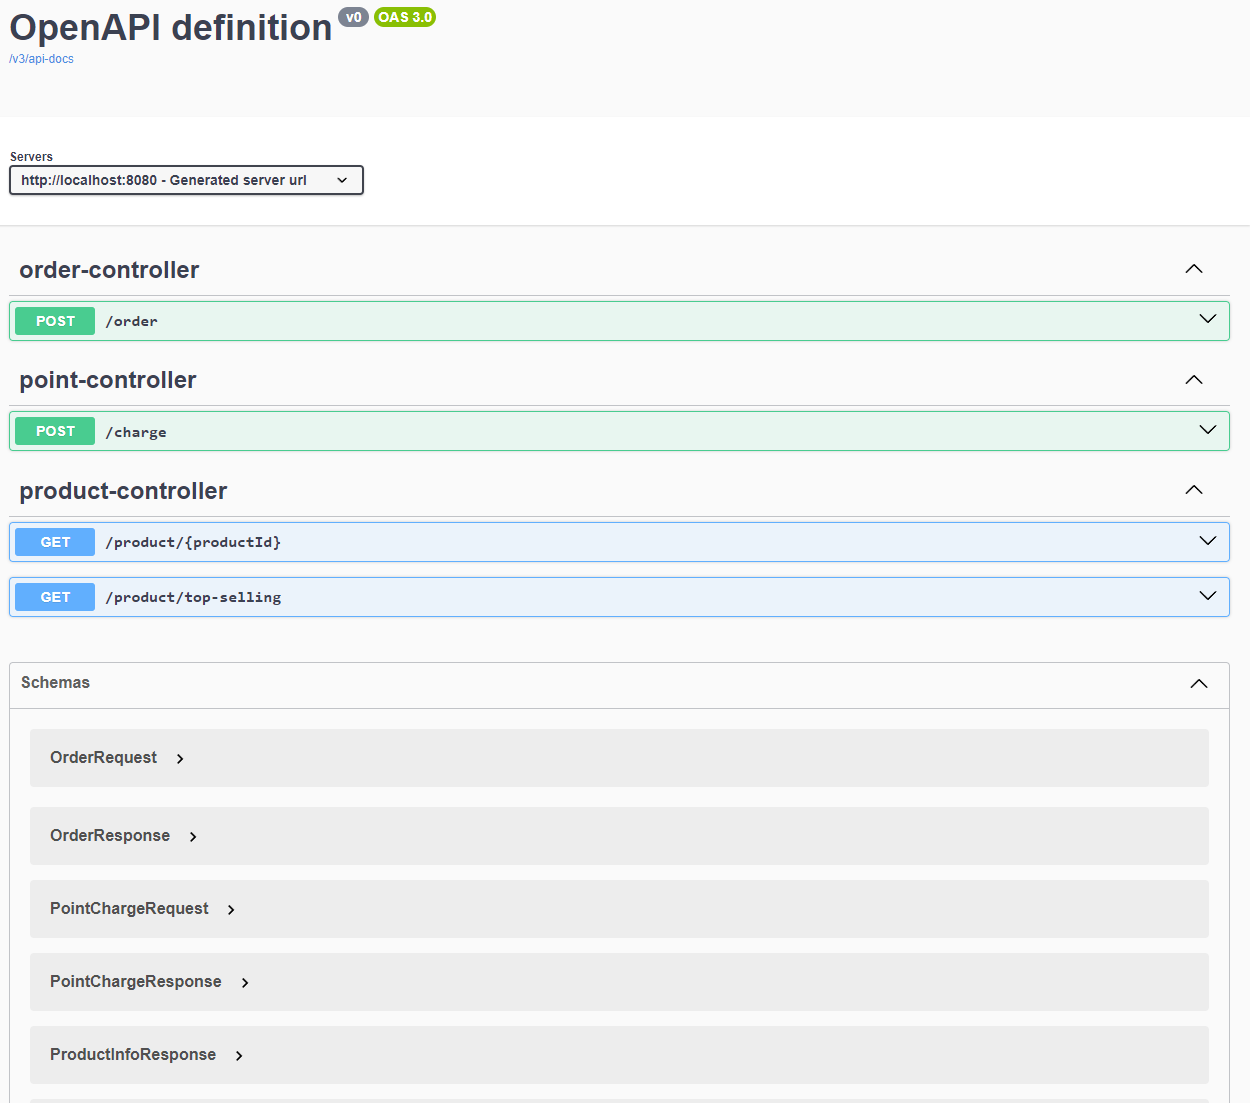 OpenAPI definition v0 OAS 3.0
/v3/api-docs
Servers
http://localhost:8080 - Generated server url
order-controller
POST /order
point-controller
POST /charge
product-controller
GET /product/{productId}
GET /product/top-selling
Schemas
OrderRequest
OrderResponse
PointChargeRequest
PointChargeResponse
ProductInfoResponse